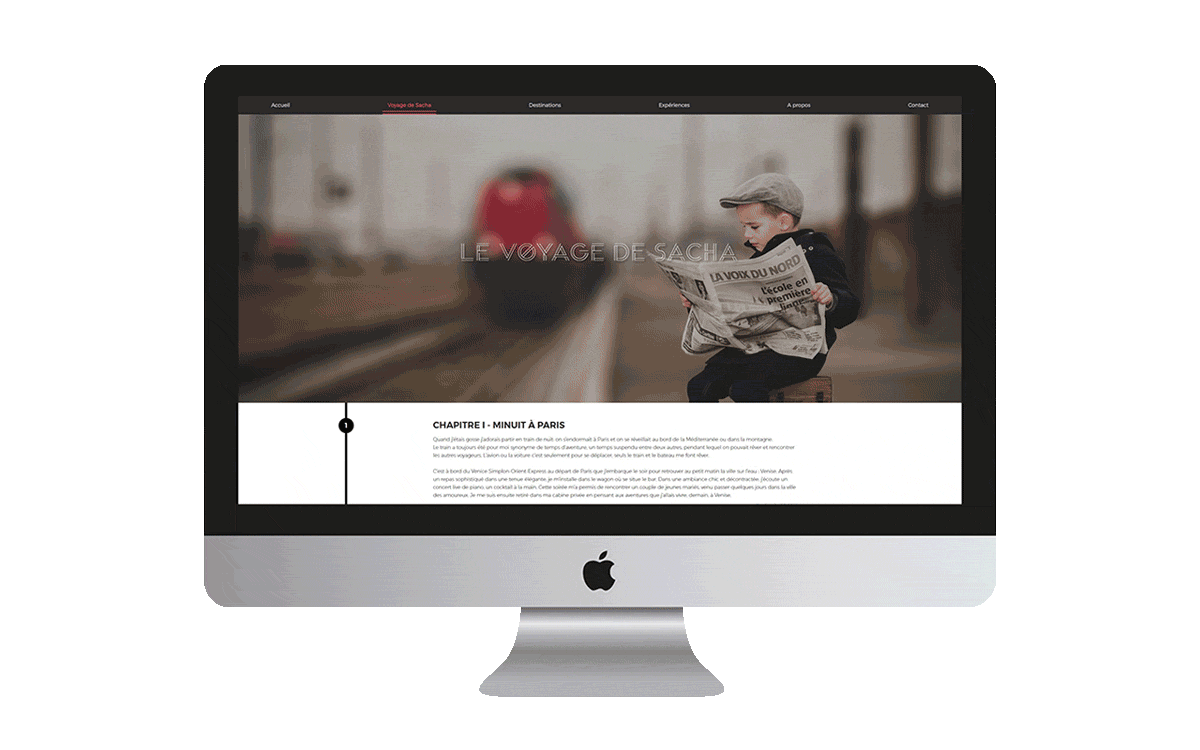 Accueil
Voyage de Sacha
Destinations
Expériences
A propos
Contact
LE VØYAGE DE SACHA
LA VOIX DU NORD
L'école en
première
ligne
1
CHAPITRE I - MINUIT À PARIS
Quand j'étais gosse j'adorais partir en train de nuit: on s'endormait à Paris et on se réveillait au bord de la Méditerranée ou dans la montagne.
Le train a toujours été pour moi synonyme de temps d'aventure, un temps suspendu entre deux autres, pendant lequel on pouvait rêver et rencontrer
les autres voyageurs. L'avion ou la voiture c'est seulement pour se déplacer, seuls le train et le bateau me font rêver.
C'est à bord du Venice Simplon-Orient Express au départ de Paris que j'embarque le soir pour retrouver au petit matin la ville sur l'eau : Venise. Après
un repas sophistiqué dans une tenue élégante, je m'installe dans le wagon où se situe le bar. Dans une ambiance chic et décontractée, j'écoute un
concert live de piano, un cocktail à la main. Cette soirée m'a permis de rencontrer un couple de jeunes mariés, venu passer quelques jours dans la ville
des amoureux. Je me suis ensuite retiré dans ma cabine privée en pensant aux aventures que j'allais vivre, demain, à Venise.